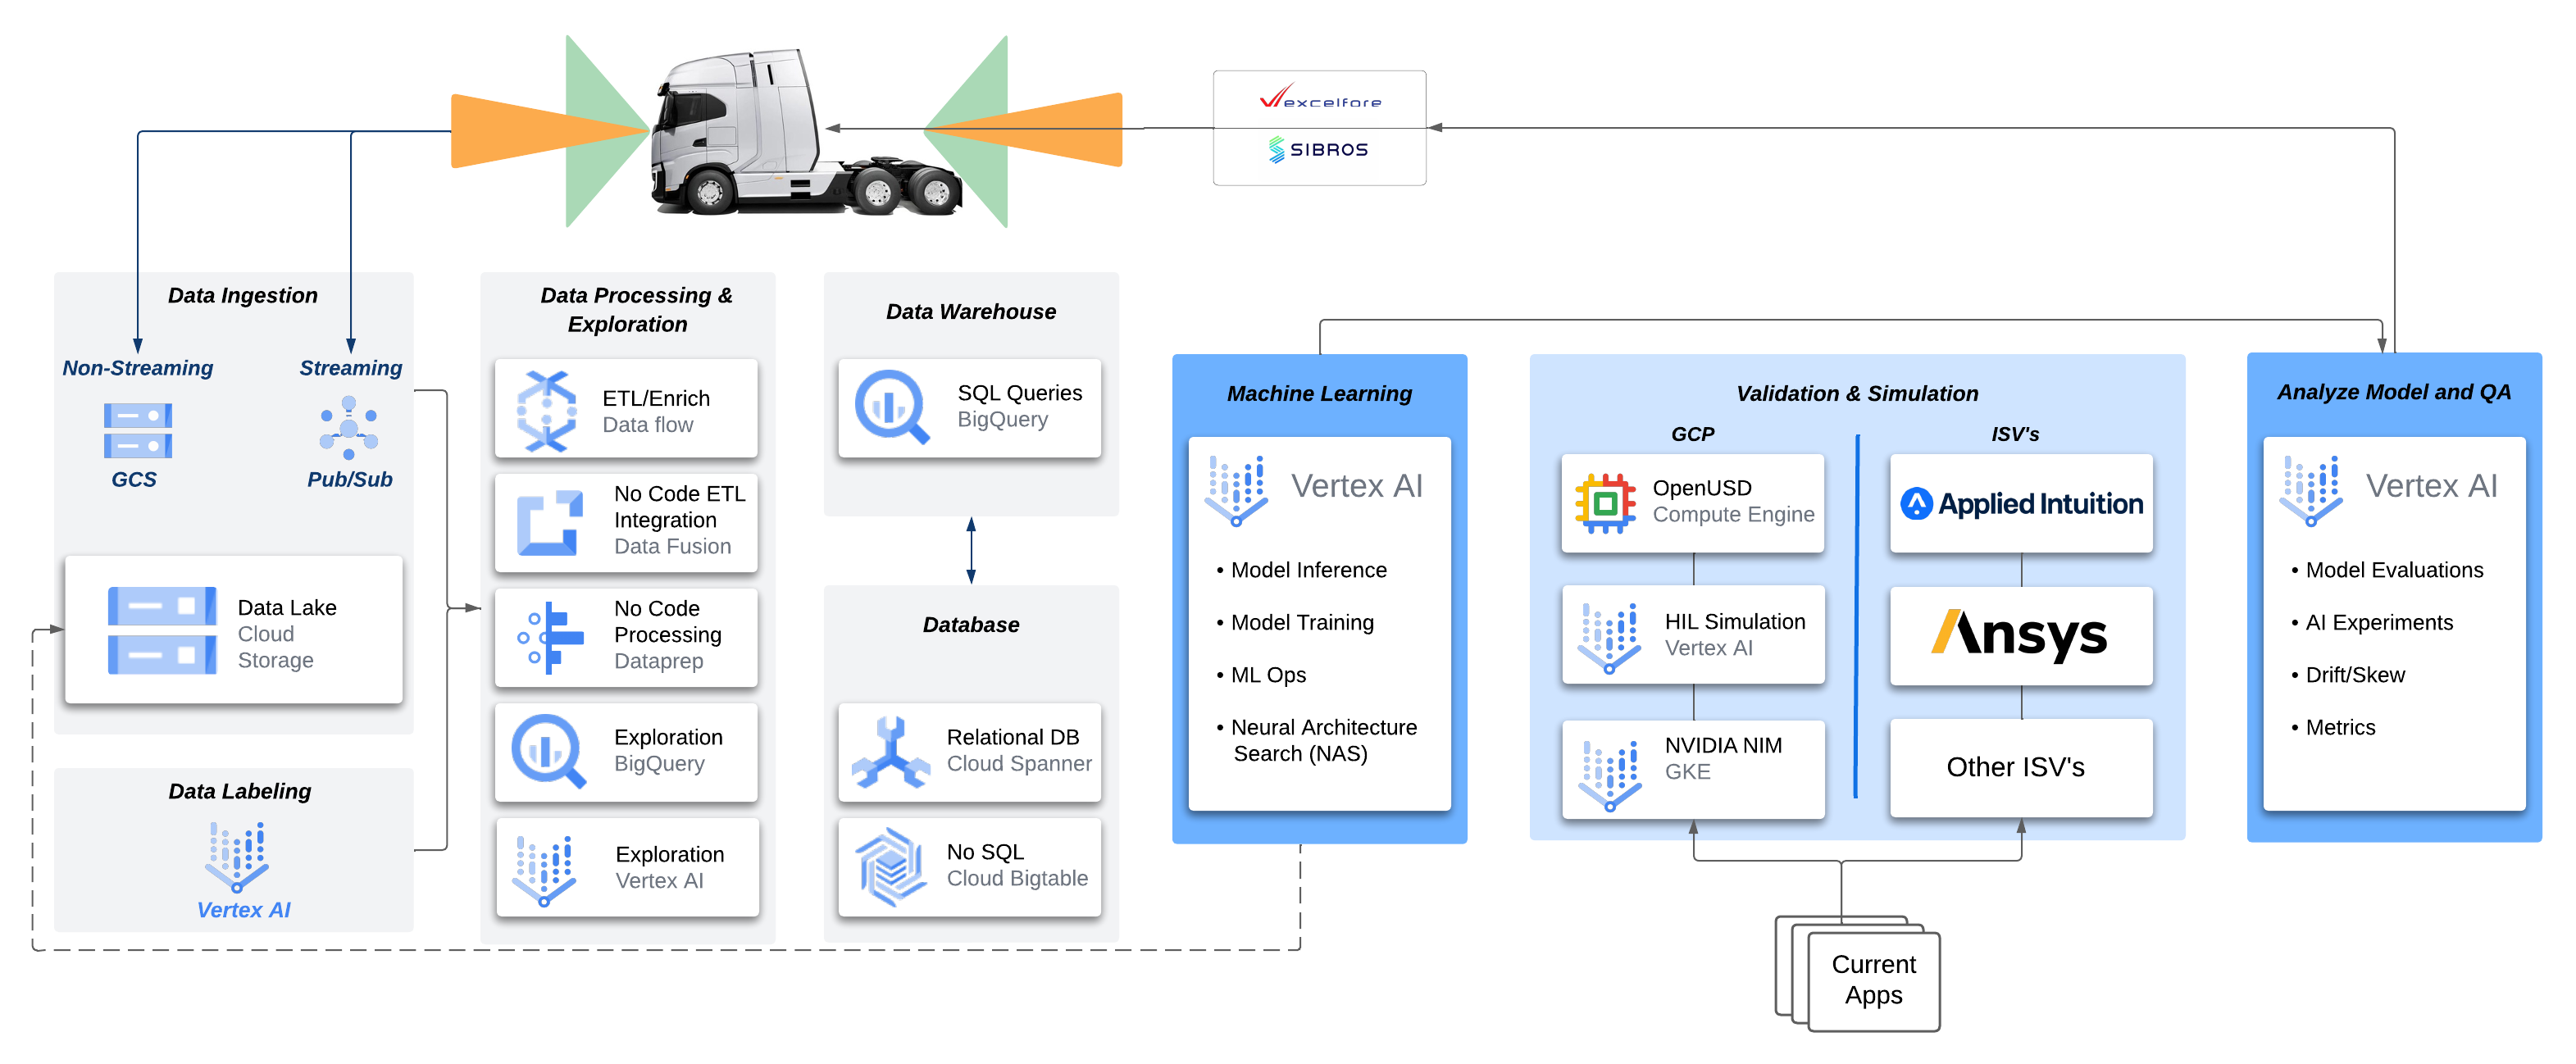 excelfore
SIBROS
Data Ingestion
Non-Streaming
Streaming
GCS
Pub/Sub
Data Lake
Cloud
Storage
Data Labeling
Vertex AI
Data Processing &
Exploration
ETL/Enrich
Data flow
No Code ETL
Integration
Data Fusion
No Code
Processing
Dataprep
Exploration
BigQuery
Exploration
Vertex AI
Data Warehouse
SQL Queries
BigQuery
Database
Relational DB
Cloud Spanner
No SQL
Cloud Bigtable
Machine Learning
Vertex AI
• Model Inference
• Model Training
• ML Ops
• Neural Architecture
Search (NAS)
Validation & Simulation
GCP
OpenUSD
Compute Engine
HIL Simulation
Vertex AI
NVIDIA NIM
GKE
ISV's
Applied Intuition
Ansys
Other ISV's
Current
Apps
Analyze Model and QA
Vertex AI
• Model Evaluations
• AI Experiments
• Drift/Skew
• Metrics